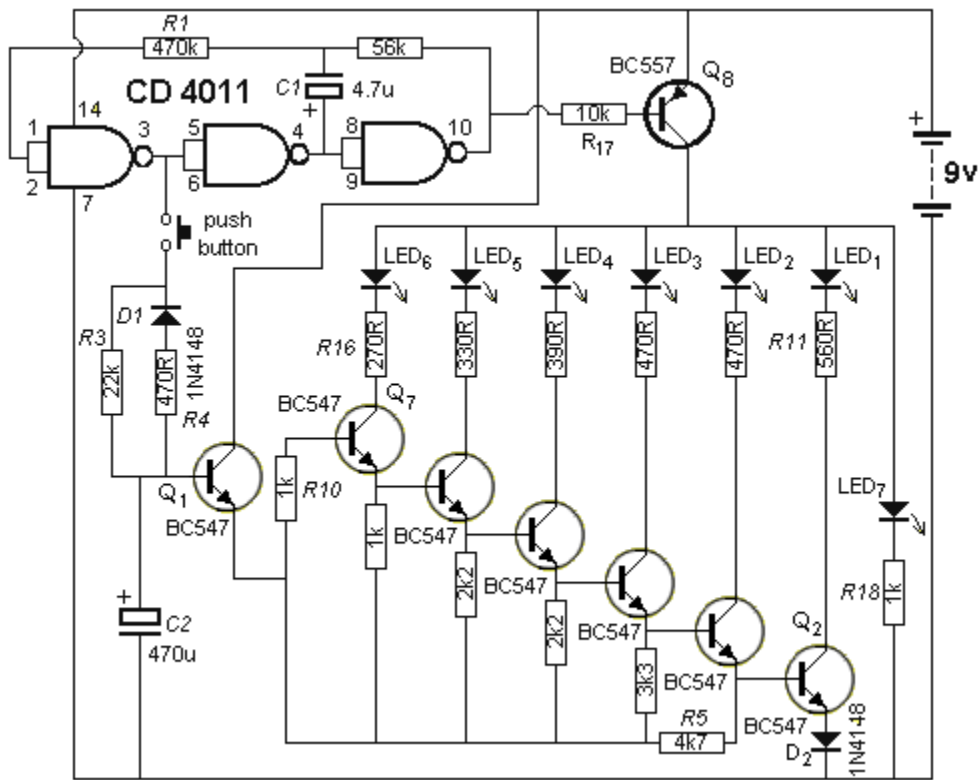 R1
470k
56k
BC557
Q8
CD 4011
C1
4.7u
+
14
1
2
3
7
5
6
4
8
9
10
10k
R17
+
9v
push
button
LED6
LED5
LED4
LED3
LED2
LED1
D1
1N4148
R3
22k
470R
R4
R16
270R
330R
390R
470R
470R
R11
560R
BC547
Q7
Q1
BC547
1k
R10
1k
BC547
2k2
BC547
2k2
BC547
3k3
BC547
R5
4k7
Q2
BC547
D2
1N4148
LED7
R18
1k
+
C2
470u